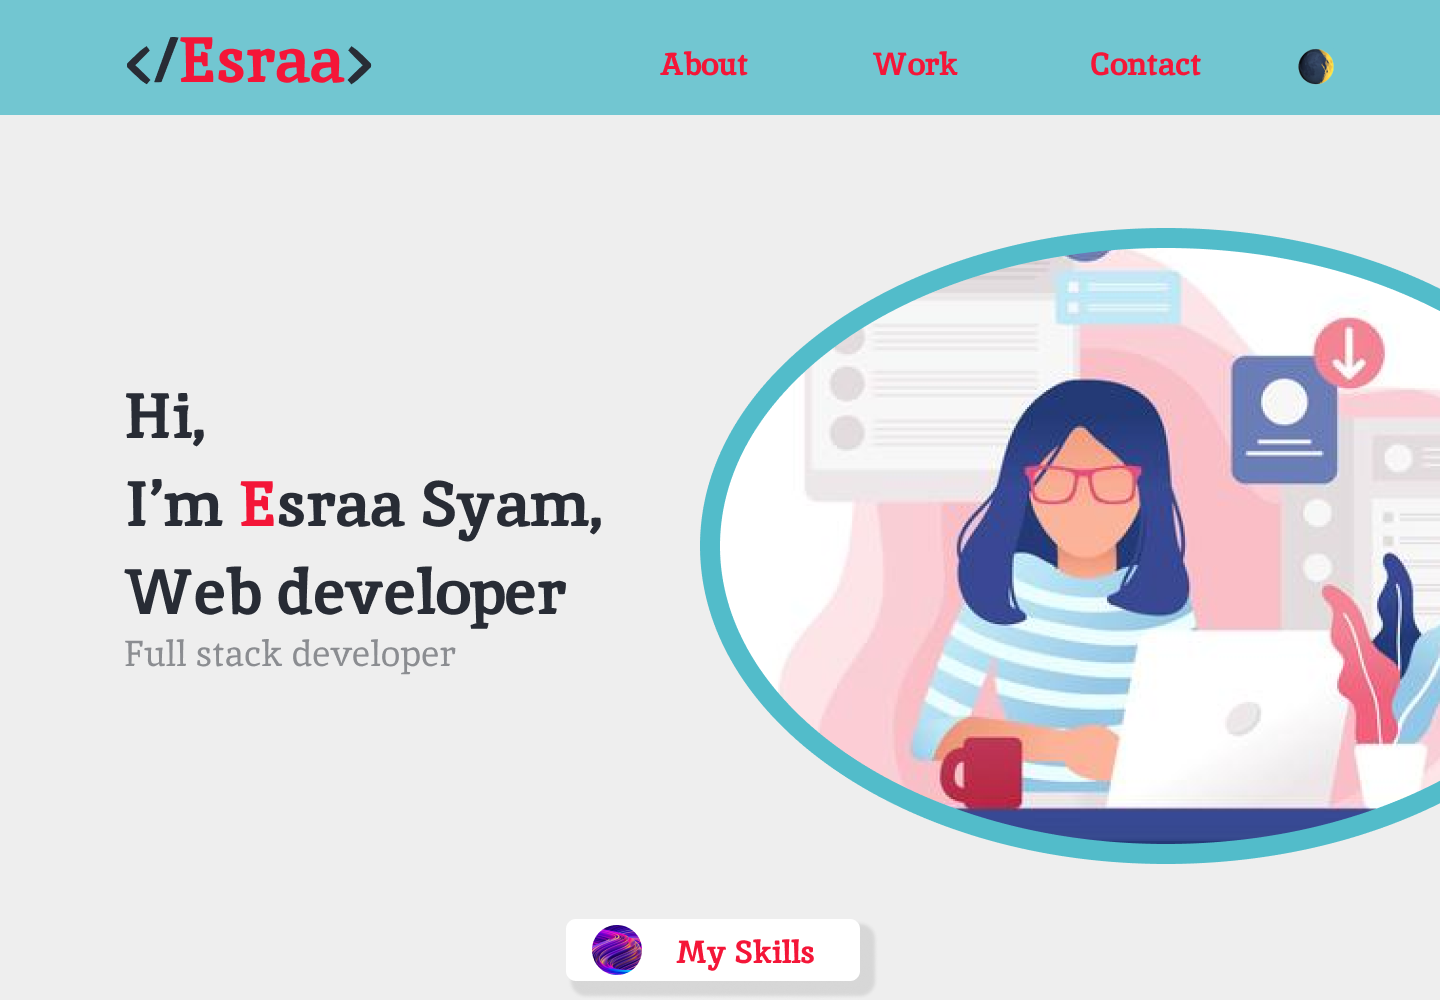 </Esraa>
About
Work
Contact
Hi,
I’m Esraa Syam,
Web developer
Full stack developer
My Skills